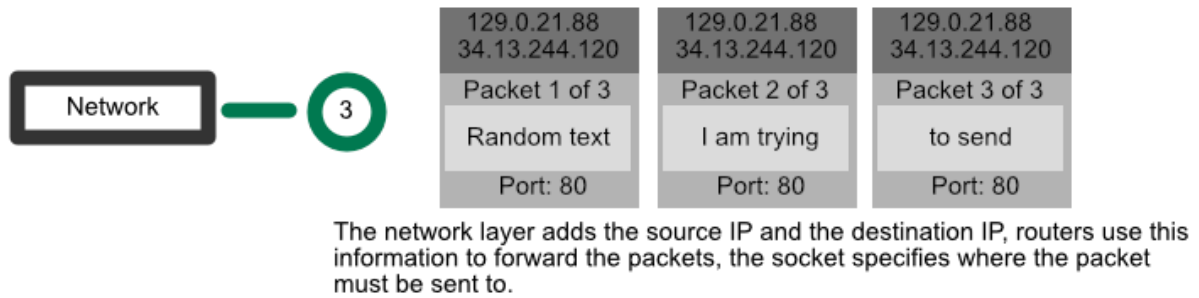 129.0.21.88 129.0.21.88 129.0.21.88
34.13.244.120 34.13.244.120 34.13.244.120
Packet 1 of 3 Packet 2 of 3 Packet 3 of 3
Network 3 Random text I am trying to send
Port: 80 Port: 80 Port: 80
The network layer adds the source IP and the destination IP, routers use this
information to forward the packets, the socket specifies where the packet
must be sent to.